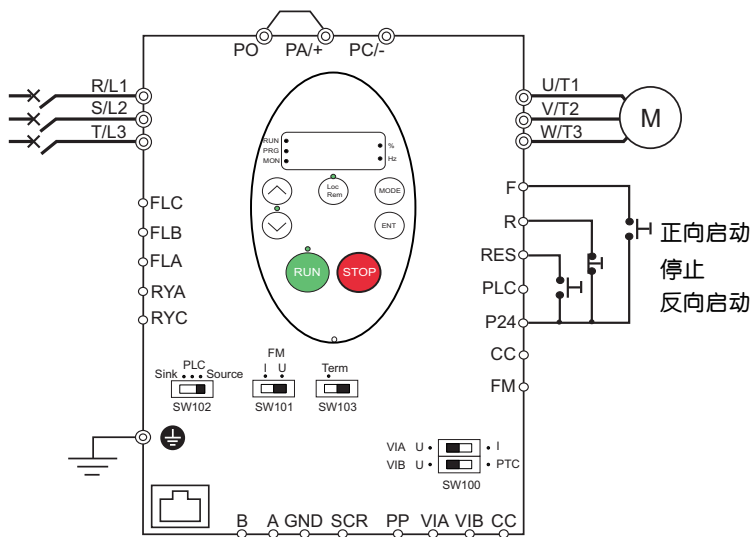 PO PA/+ PC/-
R/L1
S/L2
T/L3
U/T1
V/T2
W/T3
M
RUN
PRG
MON
%
Hz
Loc
Rem
MODE
ENT
RUN
STOP
FLC
FLB
FLA
RYA
RYC
F
R
RES
PLC
P24
CC
FM
正向启动
停止
反向启动
PLC
Sink Source
SW102
FM
I U
SW101
Term
SW103
VIA U I
VIB U PTC
SW100
B A GND SCR PP VIA VIB CC